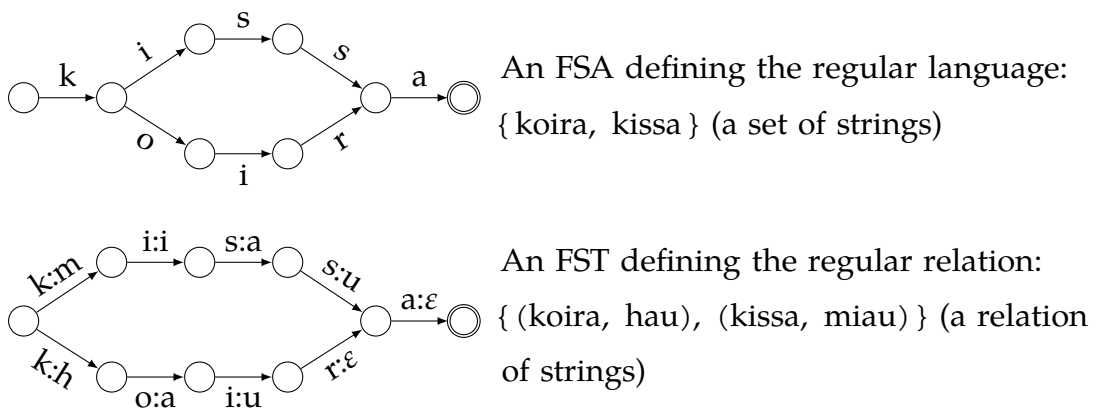 s
i s
k a
o r
i
An FSA defining the regular language:
{ koira, kissa } (a set of strings)
i:i s:a
k:m s:u
a:ε
k:h r:ε
o:a i:u
An FST defining the regular relation:
{ (koira, hau), (kissa, miau) } (a relation
of strings)